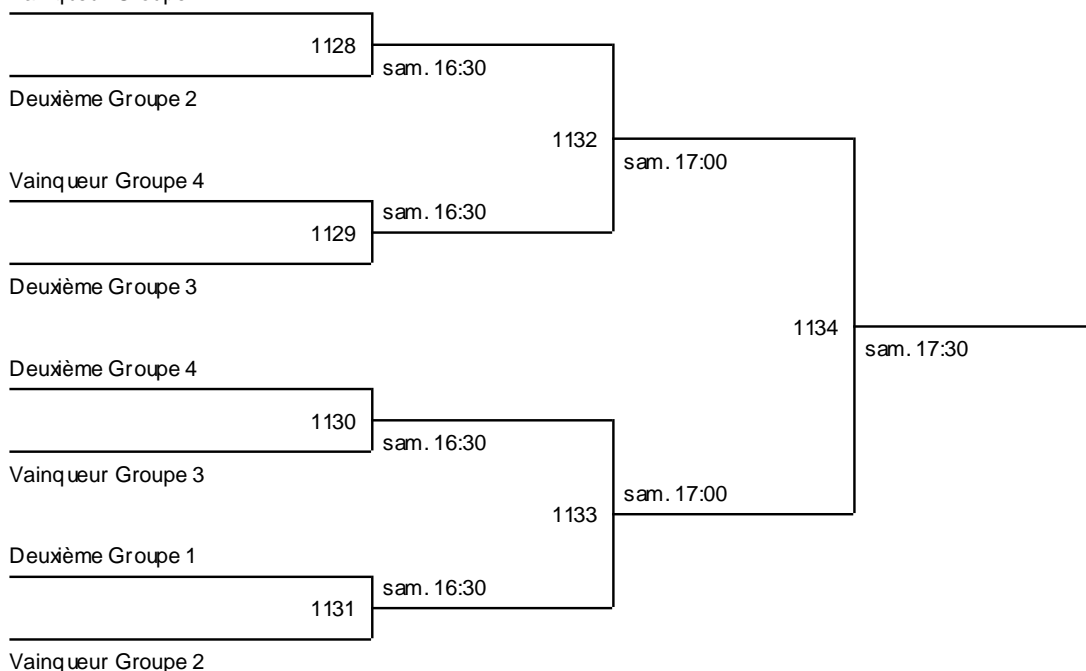 1128
sam. 16:30
Deuxième Groupe 2
1132
sam. 17:00
Vainqueur Groupe 4
sam. 16:30
1129
Deuxième Groupe 3
1134
sam. 17:30
Deuxième Groupe 4
1130
sam. 16:30
Vainqueur Groupe 3
sam. 17:00
1133
Deuxième Groupe 1
sam. 16:30
1131
Vainqueur Groupe 2